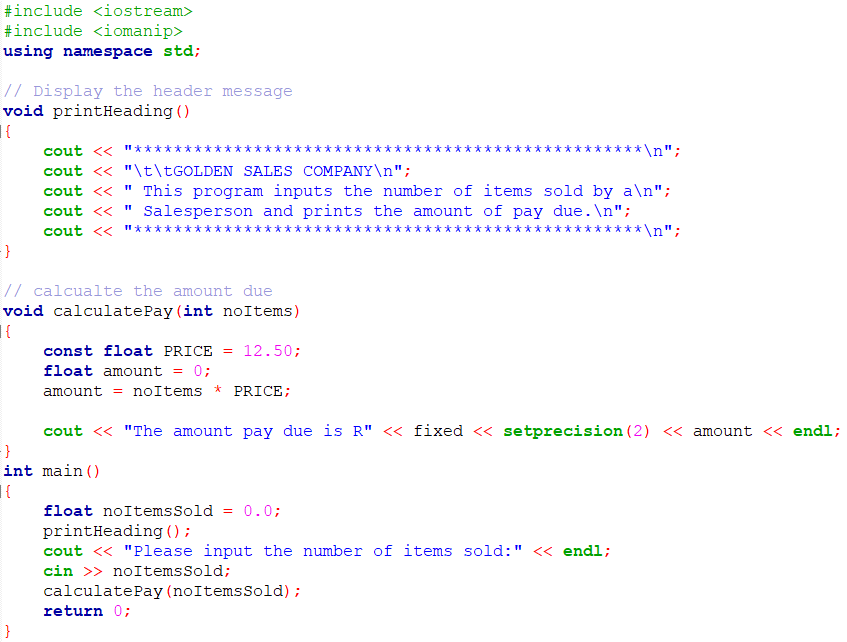 #include <iostream>
#include <iomanip>
using namespace std;
// Display the header message
void printHeading()
{
    cout << "***************************************************\n";
    cout << "\t\tGOLDEN SALES COMPANY\n";
    cout << " This program inputs the number of items sold by a\n";
    cout << " Salesperson and prints the amount of pay due.\n";
    cout << "***************************************************\n";
}
// calcualte the amount due
void calculatePay(int noItems)
{
    const float PRICE = 12.50;
    float amount = 0;
    amount = noItems * PRICE;
    cout << "The amount pay due is R" << fixed << setprecision(2) << amount << endl;
}
int main()
{
    float noItemsSold = 0.0;
    printHeading();
    cout << "Please input the number of items sold:" << endl;
    cin >> noItemsSold;
    calculatePay(noItemsSold);
    return 0;
}